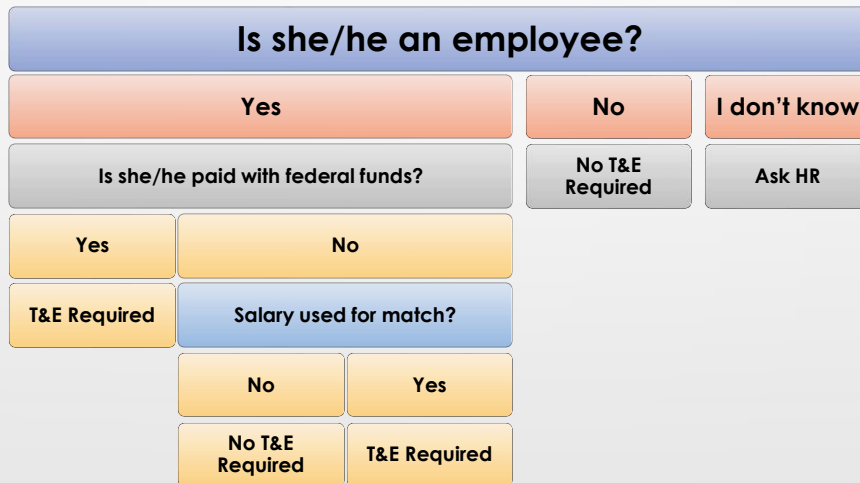 Is she/he an employee?
Yes
No
I don't know
Is she/he paid with federal funds?
No T&E
Required
Ask HR
Yes
No
T&E Required
Salary used for match?
No
Yes
No T&E
Required
T&E Required